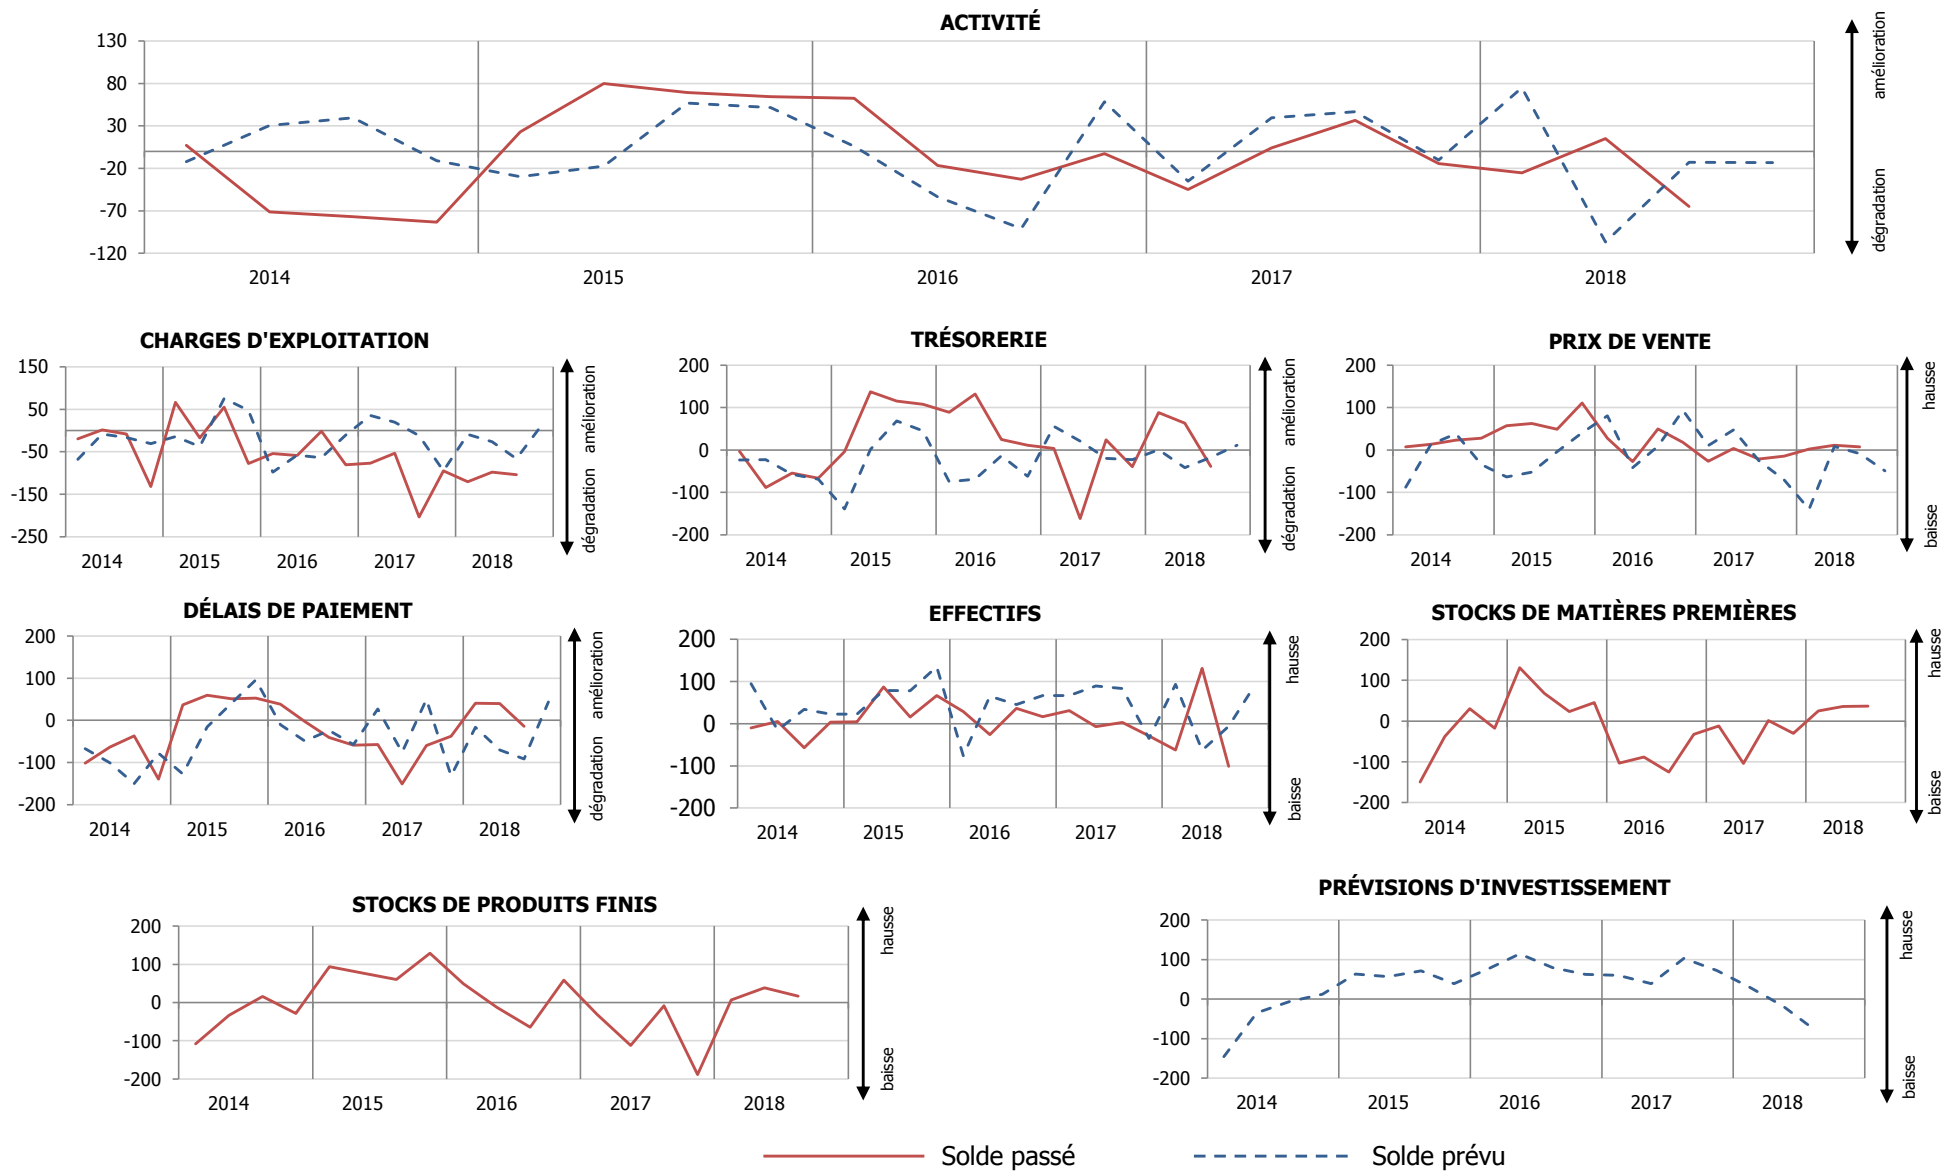 ACTIVITÉ
130
80
30
-20
-70
-120
2014 2015 2016 2017 2018
amélioration
dégradation
CHARGES D'EXPLOITATION
150
50
-50
-150
-250
2014 2015 2016 2017 2018
amélioration
dégradation
TRÉSORERIE
200
100
0
-100
-200
2014 2015 2016 2017 2018
amélioration
dégradation
PRIX DE VENTE
200
100
0
-100
-200
2014 2015 2016 2017 2018
hausse
baisse
DÉLAIS DE PAIEMENT
200
100
0
-100
-200
2014 2015 2016 2017 2018
amélioration
dégradation
EFFECTIFS
200
100
0
-100
-200
2014 2015 2016 2017 2018
hausse
baisse
STOCKS DE MATIÈRES PREMIÈRES
200
100
0
-100
-200
2014 2015 2016 2017 2018
hausse
baisse
STOCKS DE PRODUITS FINIS
200
100
0
-100
-200
2014 2015 2016 2017 2018
hausse
baisse
PRÉVISIONS D'INVESTISSEMENT
200
100
0
-100
-200
2014 2015 2016 2017 2018
hausse
baisse
Solde passé Solde prévu